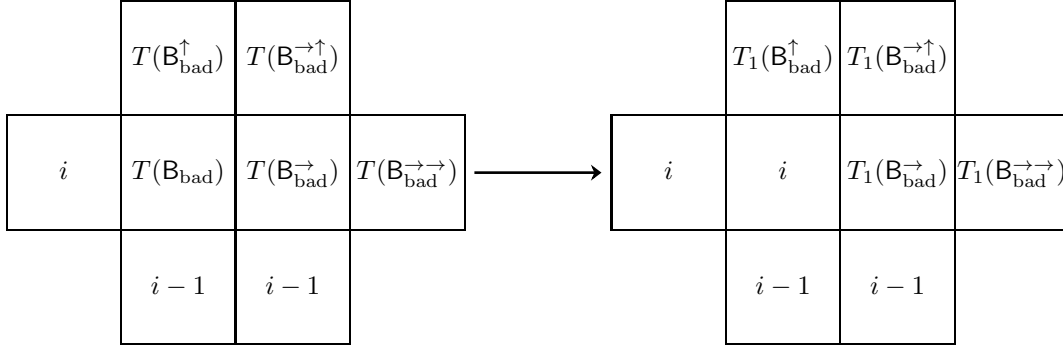 T(B↑bad) T(B→↑bad) T₁(B↑bad) T₁(B→↑bad)
i T(Bbad) T(B→bad) T(B→→bad) i i T₁(B→bad) T₁(B→→bad)
i − 1 i − 1 i − 1 i − 1